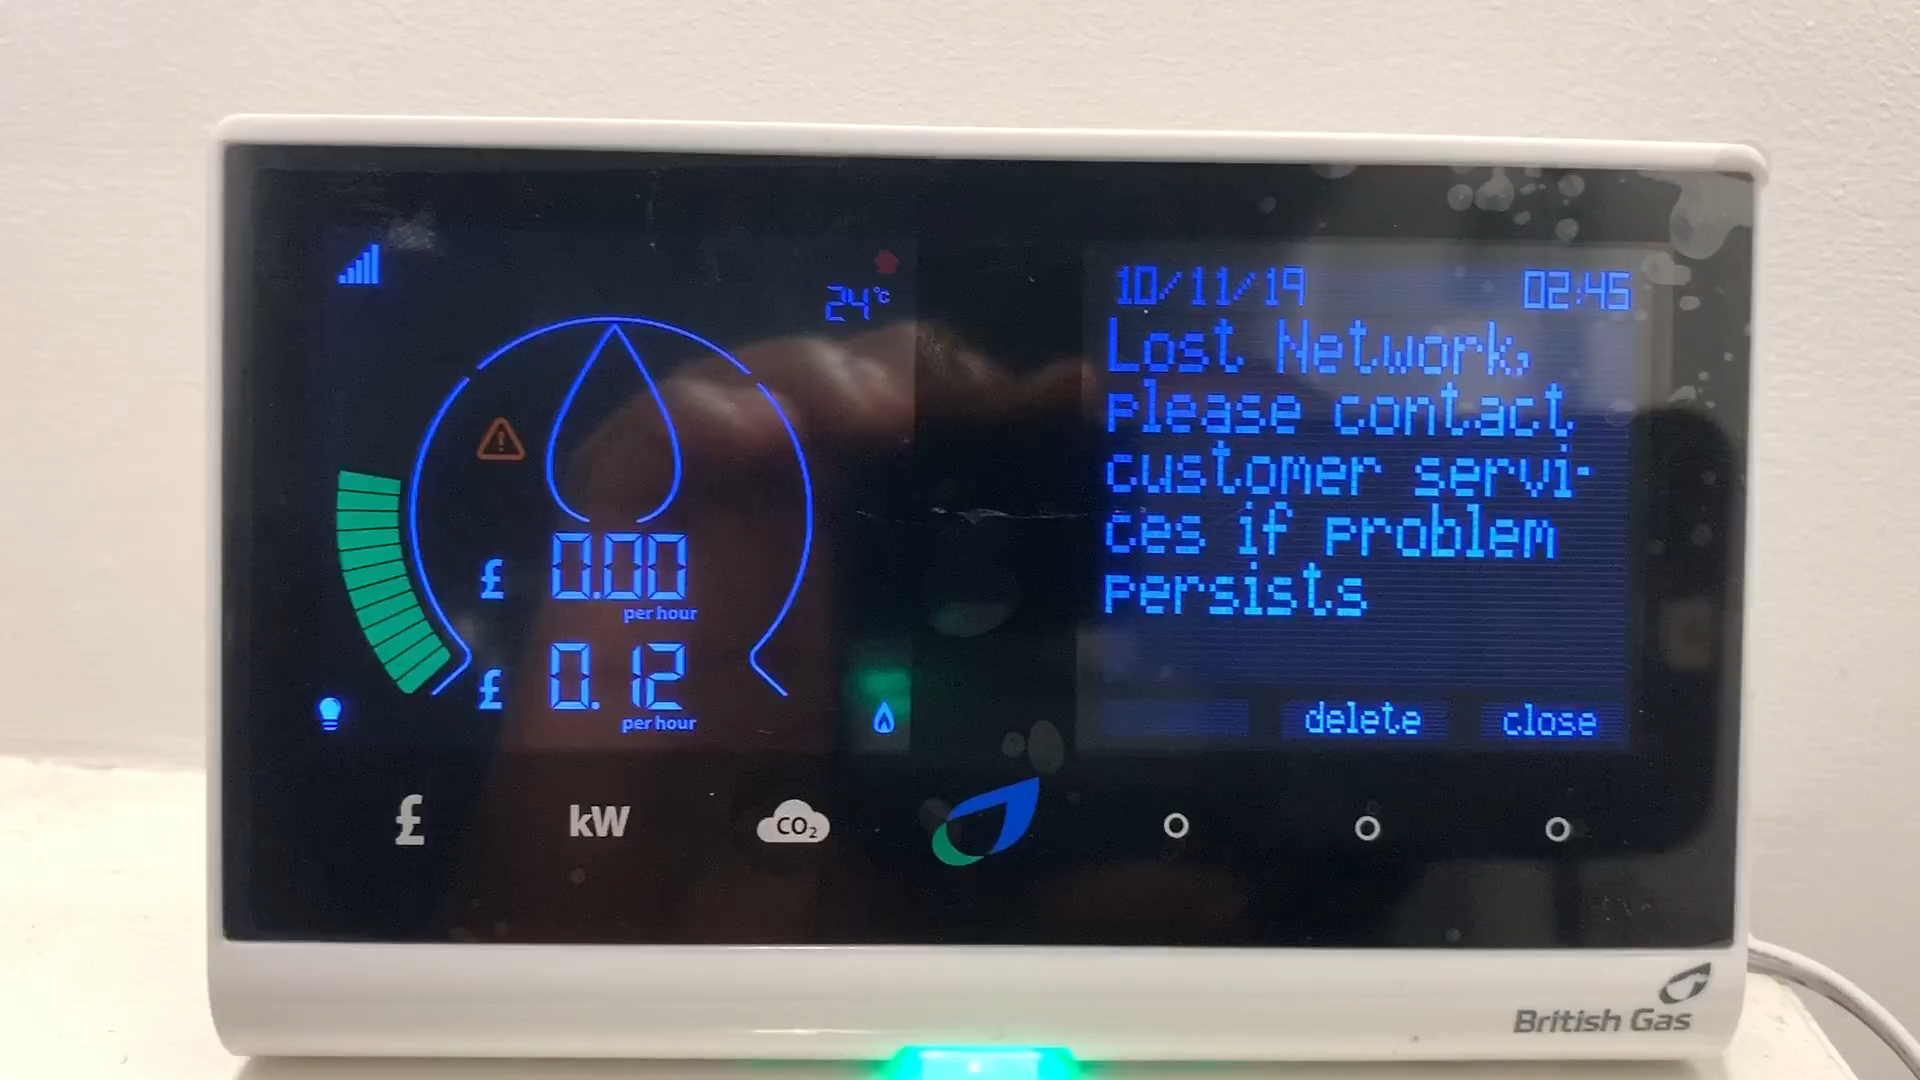 24°C
£ 0.00
per hour
£ 0.12
per hour
10/11/19 02:45
Lost Network,
please contact
customer servi-
ces if problem
persists
delete close
£ kW CO₂
British Gas